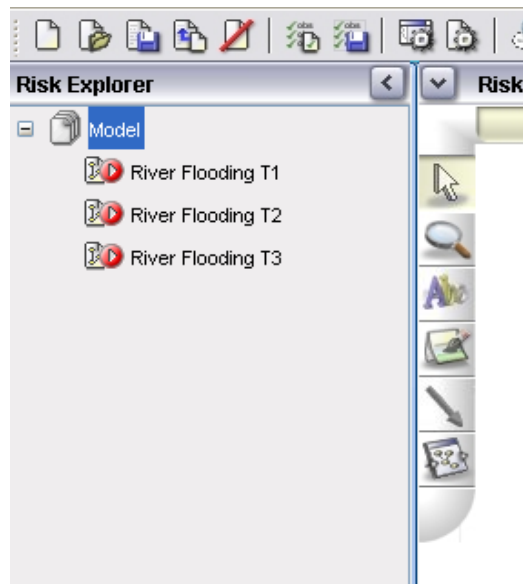 Risk Explorer
Risk
Model
River Flooding T1
River Flooding T2
River Flooding T3